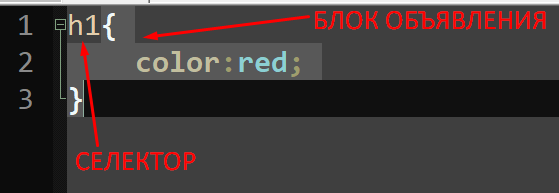 БЛОК ОБЪЯВЛЕНИЯ
1 h1{
2 color:red;
3 }
СЕЛЕКТОР